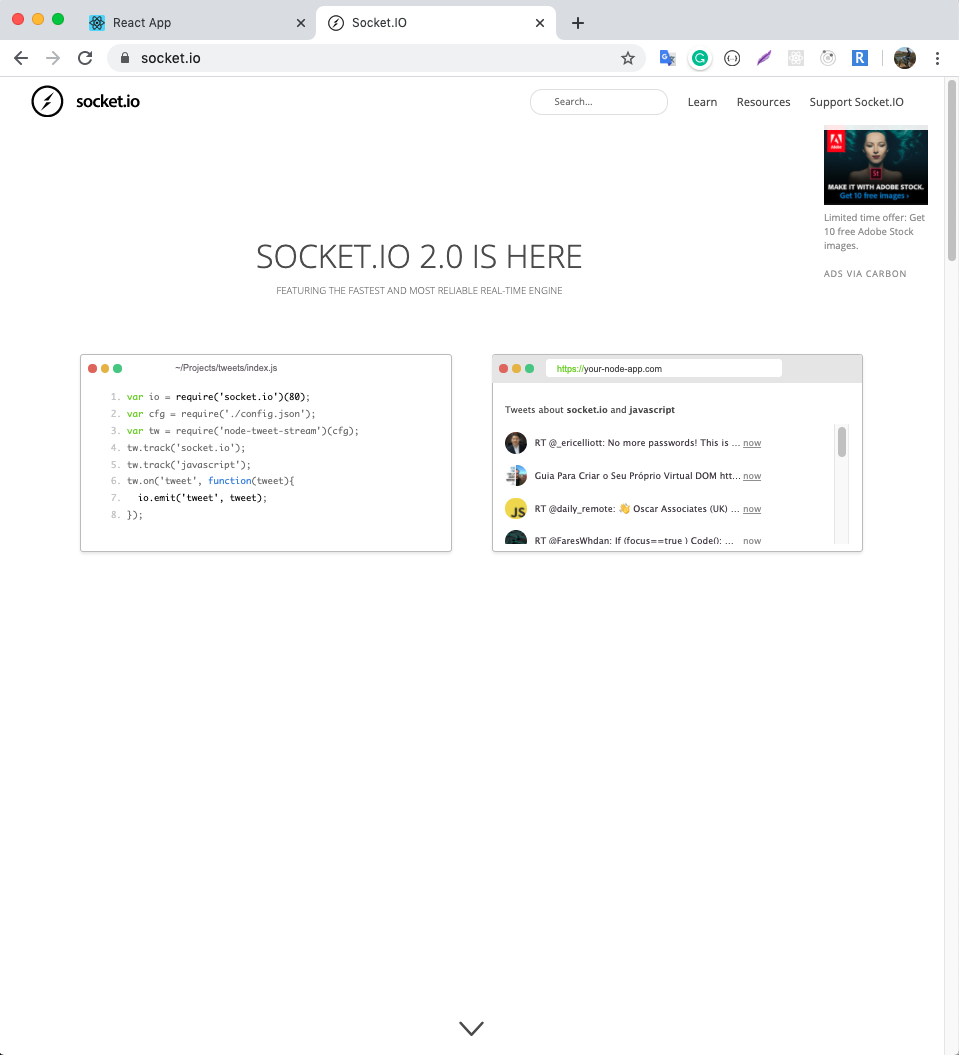 React App
Socket.IO
socket.io
socket.io
Search...
Learn
Resources
Support Socket.IO
MAKE IT WITH ADOBE STOCK.
Get 10 free images ›
Limited time offer: Get
10 free Adobe Stock
images.
ADS VIA CARBON
SOCKET.IO 2.0 IS HERE
FEATURING THE FASTEST AND MOST RELIABLE REAL-TIME ENGINE
~/Projects/tweets/index.js
1. var io = require('socket.io')(80);
2. var cfg = require('./config.json');
3. var tw = require('node-tweet-stream')(cfg);
4. tw.track('socket.io');
5. tw.track('javascript');
6. tw.on('tweet', function(tweet){
7. io.emit('tweet', tweet);
8. });
https://your-node-app.com
Tweets about socket.io and javascript
RT @_ericelliott: No more passwords! This is ... now
Guia Para Criar o Seu Próprio Virtual DOM htt... now
JS
RT @daily_remote: 👋 Oscar Associates (UK) ... now
RT @FaresWhdan: If (focus==true ) Code(); ... now